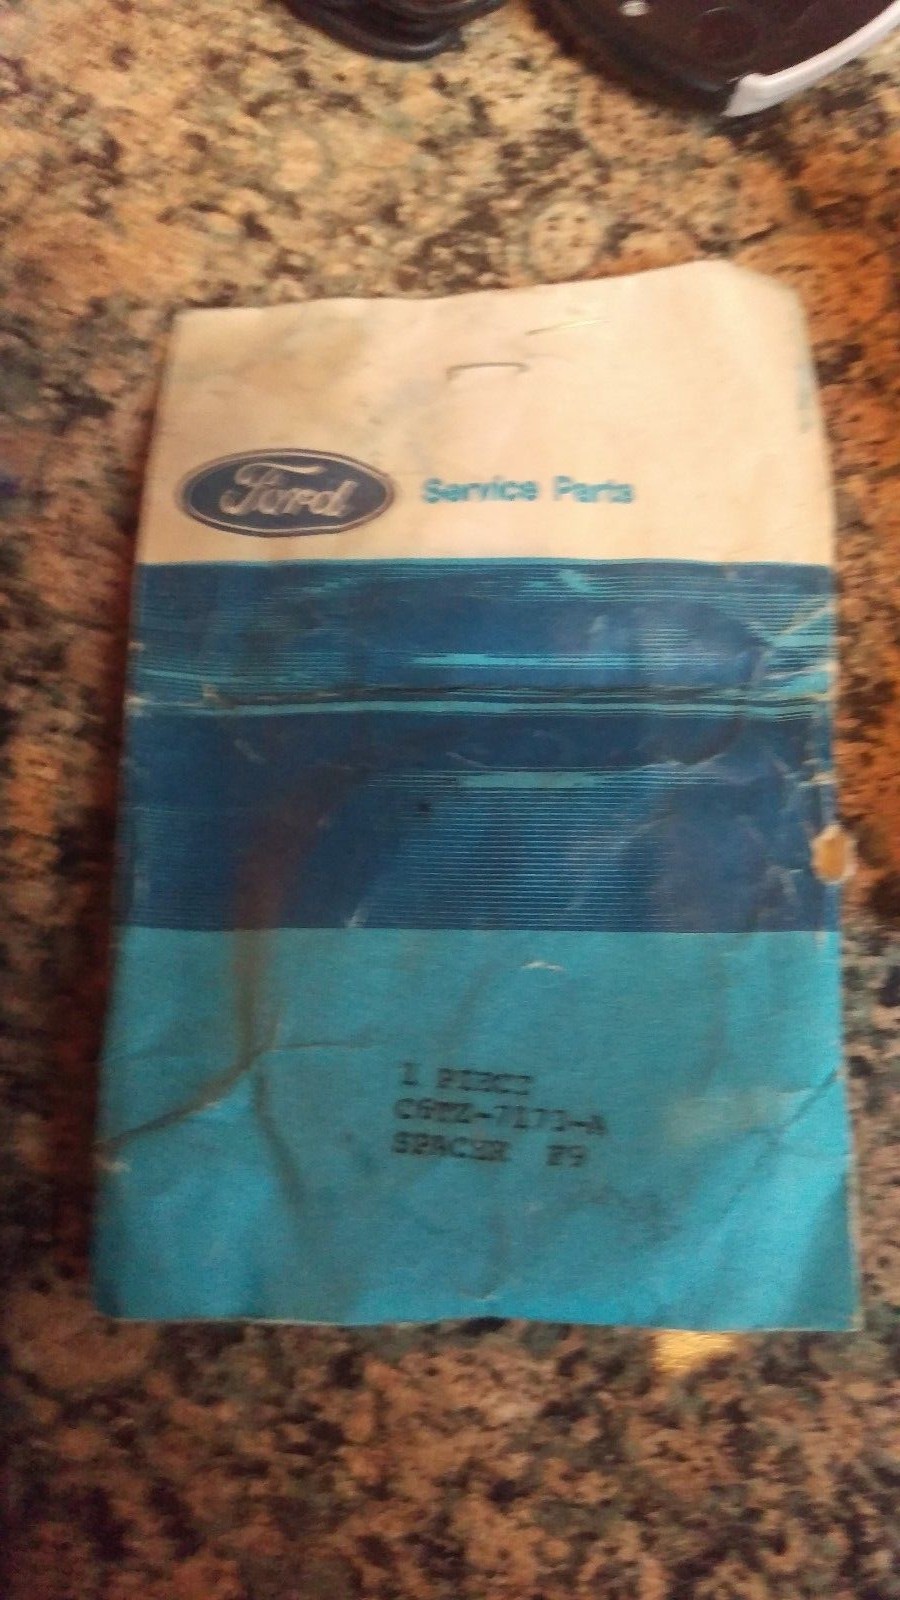 Ford Service Parts
1 PIECE
SPACER